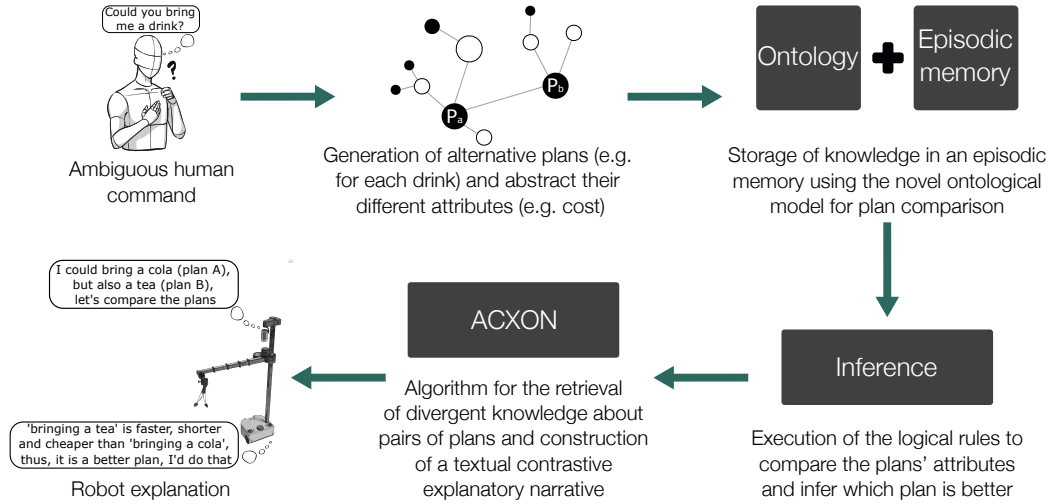 Could you bring
me a drink?
?
Ambiguous human
command
Pa
Pb
Generation of alternative plans (e.g.
for each drink) and abstract their
different attributes (e.g. cost)
Ontology + Episodic
memory
Storage of knowledge in an episodic
memory using the novel ontological
model for plan comparison
Inference
Execution of the logical rules to
compare the plans' attributes
and infer which plan is better
ACXON
Algorithm for the retrieval
of divergent knowledge about
pairs of plans and construction
of a textual contrastive
explanatory narrative
I could bring a cola (plan A),
but also a tea (plan B),
let's compare the plans
'bringing a tea' is faster, shorter
and cheaper than 'bringing a cola',
thus, it is a better plan, I'd do that
Robot explanation